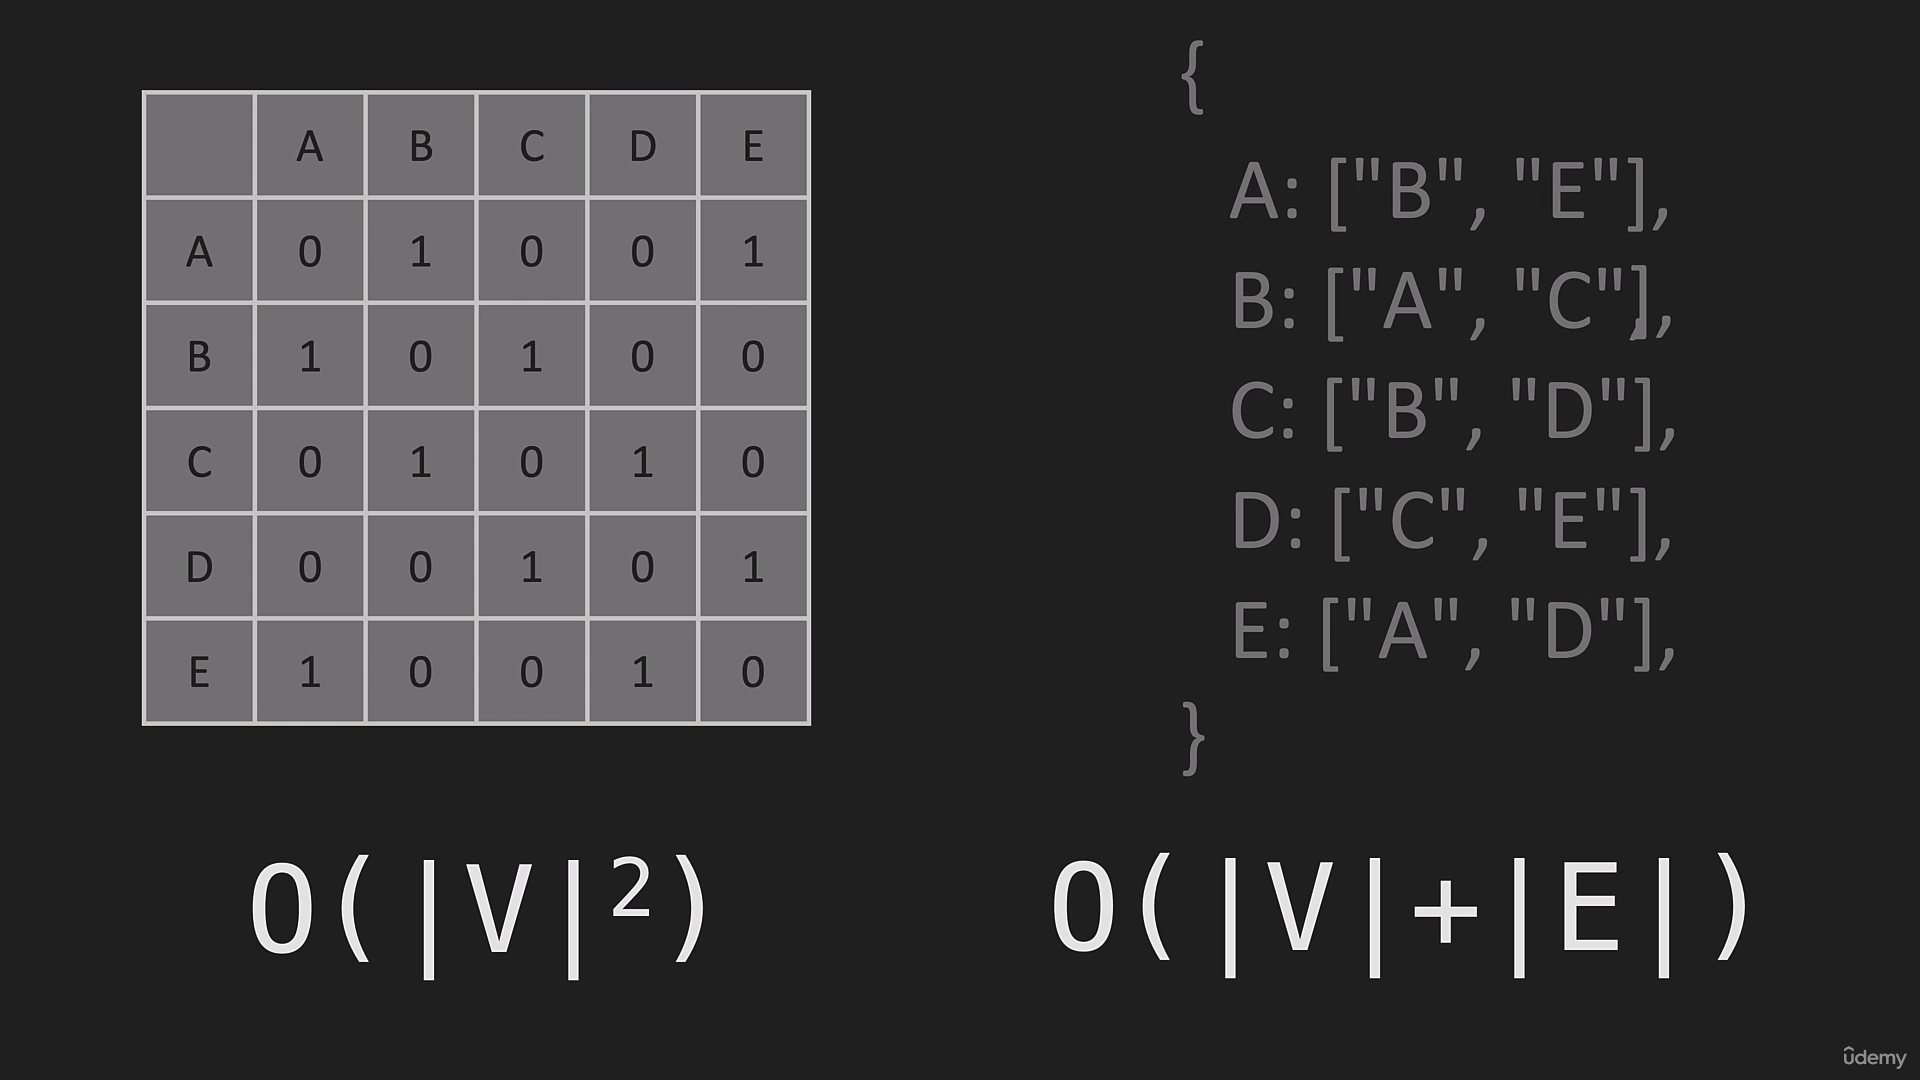 A B C D E
A 0 1 0 0 1
B 1 0 1 0 0
C 0 1 0 1 0
D 0 0 1 0 1
E 1 0 0 1 0
O(|V|²)
{
A: ["B", "E"],
B: ["A", "C",],
C: ["B", "D"],
D: ["C", "E"],
E: ["A", "D"],
}
O(|V|+|E|)
ûdemy